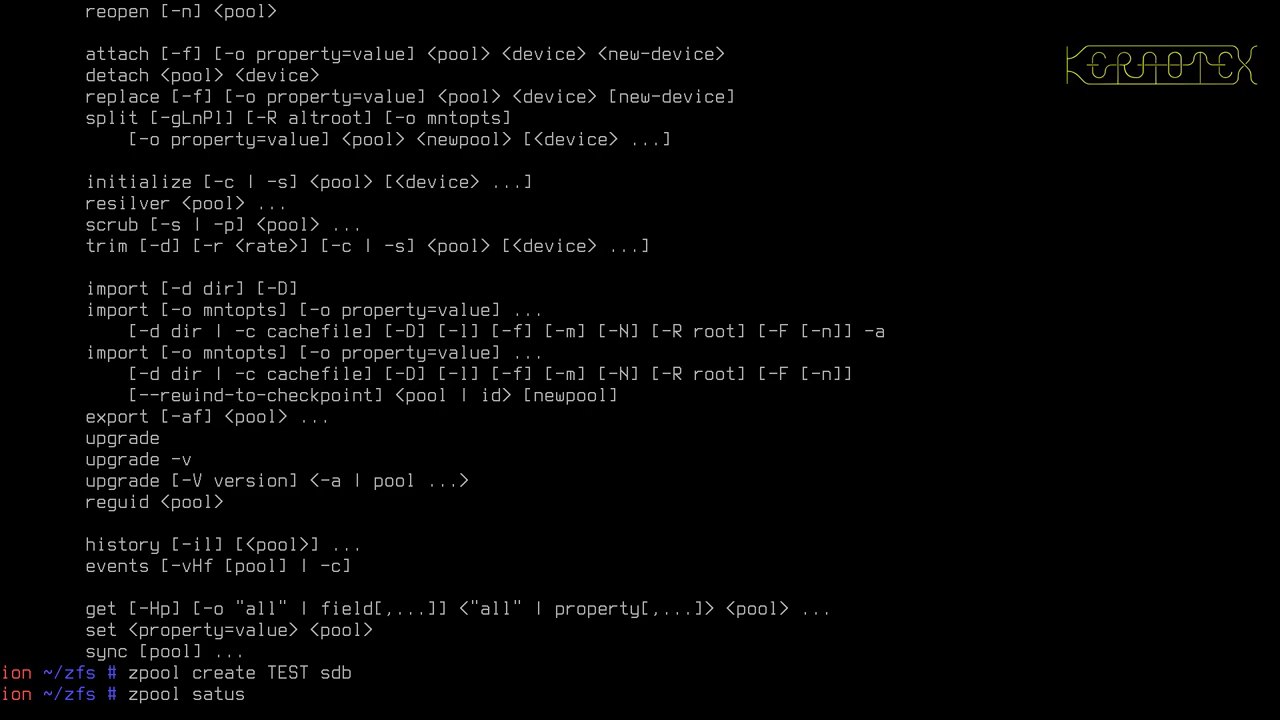 reopen [-n] <pool>
attach [-f] [-o property=value] <pool> <device> <new-device>
detach <pool> <device>
replace [-f] [-o property=value] <pool> <device> [new-device]
split [-gLnPl] [-R altroot] [-o mntopts]
[-o property=value] <pool> <newpool> [<device> ...]
initialize [-c | -s] <pool> [<device> ...]
resilver <pool> ...
scrub [-s | -p] <pool> ...
trim [-d] [-r <rate>] [-c | -s] <pool> [<device> ...]
import [-d dir] [-D]
import [-o mntopts] [-o property=value] ...
[-d dir | -c cachefile] [-D] [-l] [-f] [-m] [-N] [-R root] [-F [-n]] -a
import [-o mntopts] [-o property=value] ...
[-d dir | -c cachefile] [-D] [-l] [-f] [-m] [-N] [-R root] [-F [-n]]
[--rewind-to-checkpoint] <pool | id> [newpool]
export [-af] <pool> ...
upgrade
upgrade -v
upgrade [-V version] <-a | pool ...>
reguid <pool>
history [-il] [<pool>] ...
events [-vHf [pool] | -c]
get [-Hp] [-o "all" | field[,...]] <"all" | property[,...]> <pool> ...
set <property=value> <pool>
sync [pool] ...
ion ~/zfs # zpool create TEST sdb
ion ~/zfs # zpool satus